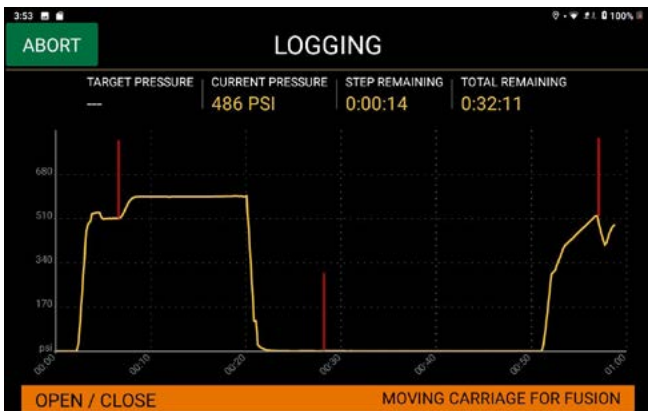 3:53 100%
ABORT LOGGING
TARGET PRESSURE CURRENT PRESSURE STEP REMAINING TOTAL REMAINING
--- 486 PSI 0:00:14 0:32:11
680
510
340
170
psi
00:00 00:10 00:20 00:30 00:40 00:50 01:00
OPEN / CLOSE MOVING CARRIAGE FOR FUSION